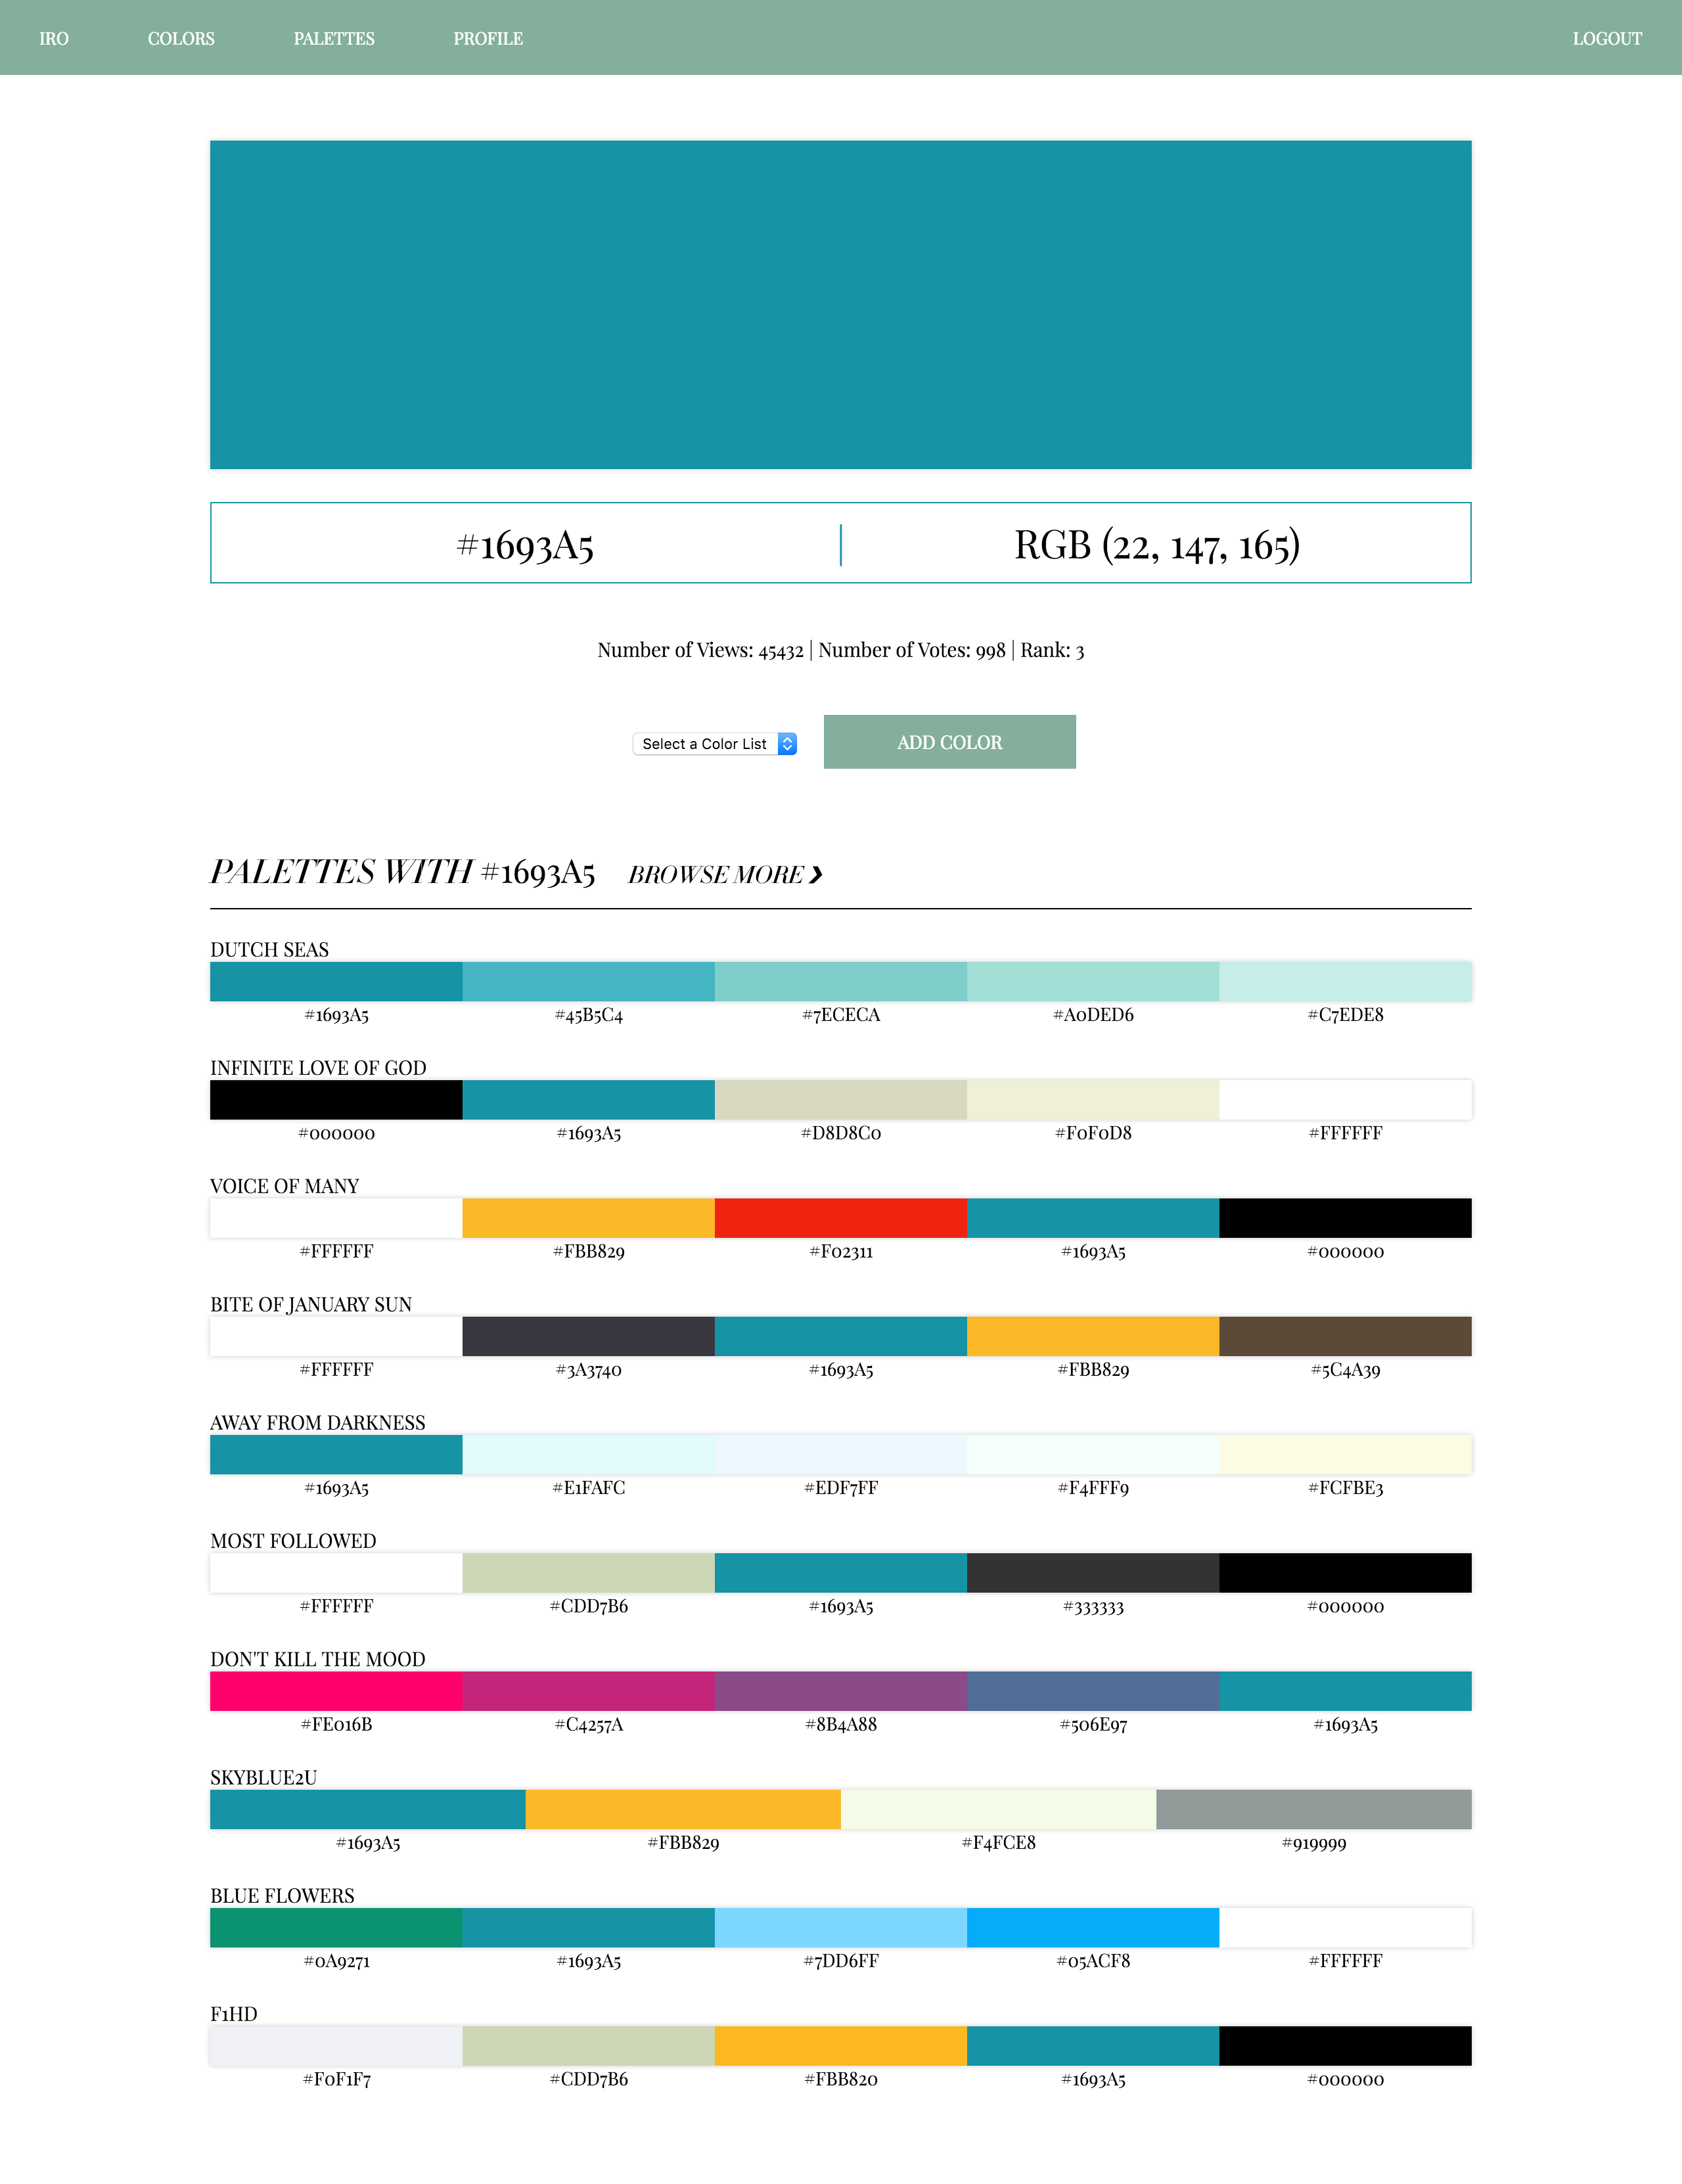 IRO COLORS PALETTES PROFILE LOGOUT
#1693A5 RGB (22, 147, 165)
Number of Views: 45432 | Number of Votes: 998 | Rank: 3
Select a Color List ADD COLOR
PALETTES WITH #1693A5 BROWSE MORE ❯
DUTCH SEAS
#1693A5 #45B5C4 #7ECECA #A0DED6 #C7EDE8
INFINITE LOVE OF GOD
#000000 #1693A5 #D8D8C0 #F0F0D8 #FFFFFF
VOICE OF MANY
#FFFFFF #FBB829 #F02311 #1693A5 #000000
BITE OF JANUARY SUN
#FFFFFF #3A3740 #1693A5 #FBB829 #5C4A39
AWAY FROM DARKNESS
#1693A5 #E1FAFC #EDF7FF #F4FFF9 #FCFBE3
MOST FOLLOWED
#FFFFFF #CDD7B6 #1693A5 #333333 #000000
DON'T KILL THE MOOD
#FE016B #C4257A #8B4A88 #506E97 #1693A5
SKYBLUE2U
#1693A5 #FBB829 #F4FCE8 #919999
BLUE FLOWERS
#0A9271 #1693A5 #7DD6FF #05ACF8 #FFFFFF
F1HD
#F0F1F7 #CDD7B6 #FBB820 #1693A5 #000000